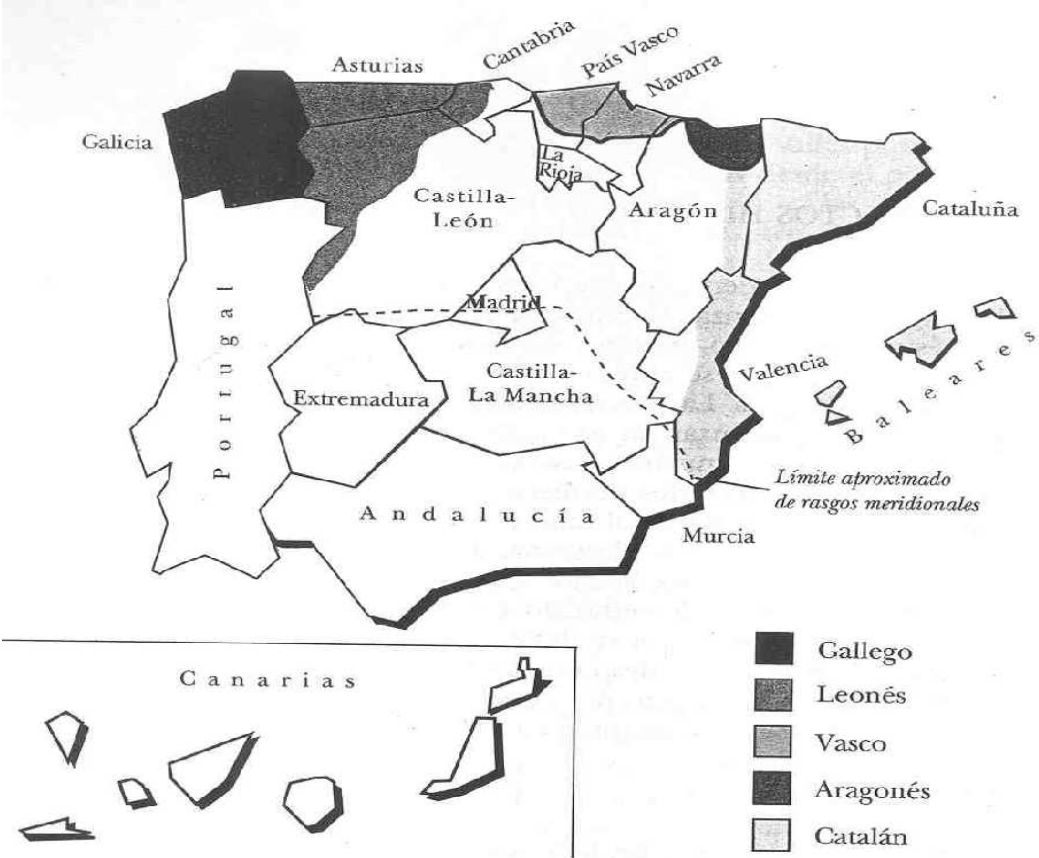 Cantabria
País Vasco
Asturias
Navarra
Galicia
La
Rioja
Castilla-
León
Aragón
Cataluña
Madrid
Portugal
Valencia
Castilla-
La Mancha
Extremadura
Baleares
Límite aproximado
de rasgos meridionales
Andalucía
Murcia
Canarias
Gallego
Leonés
Vasco
Aragonés
Catalán